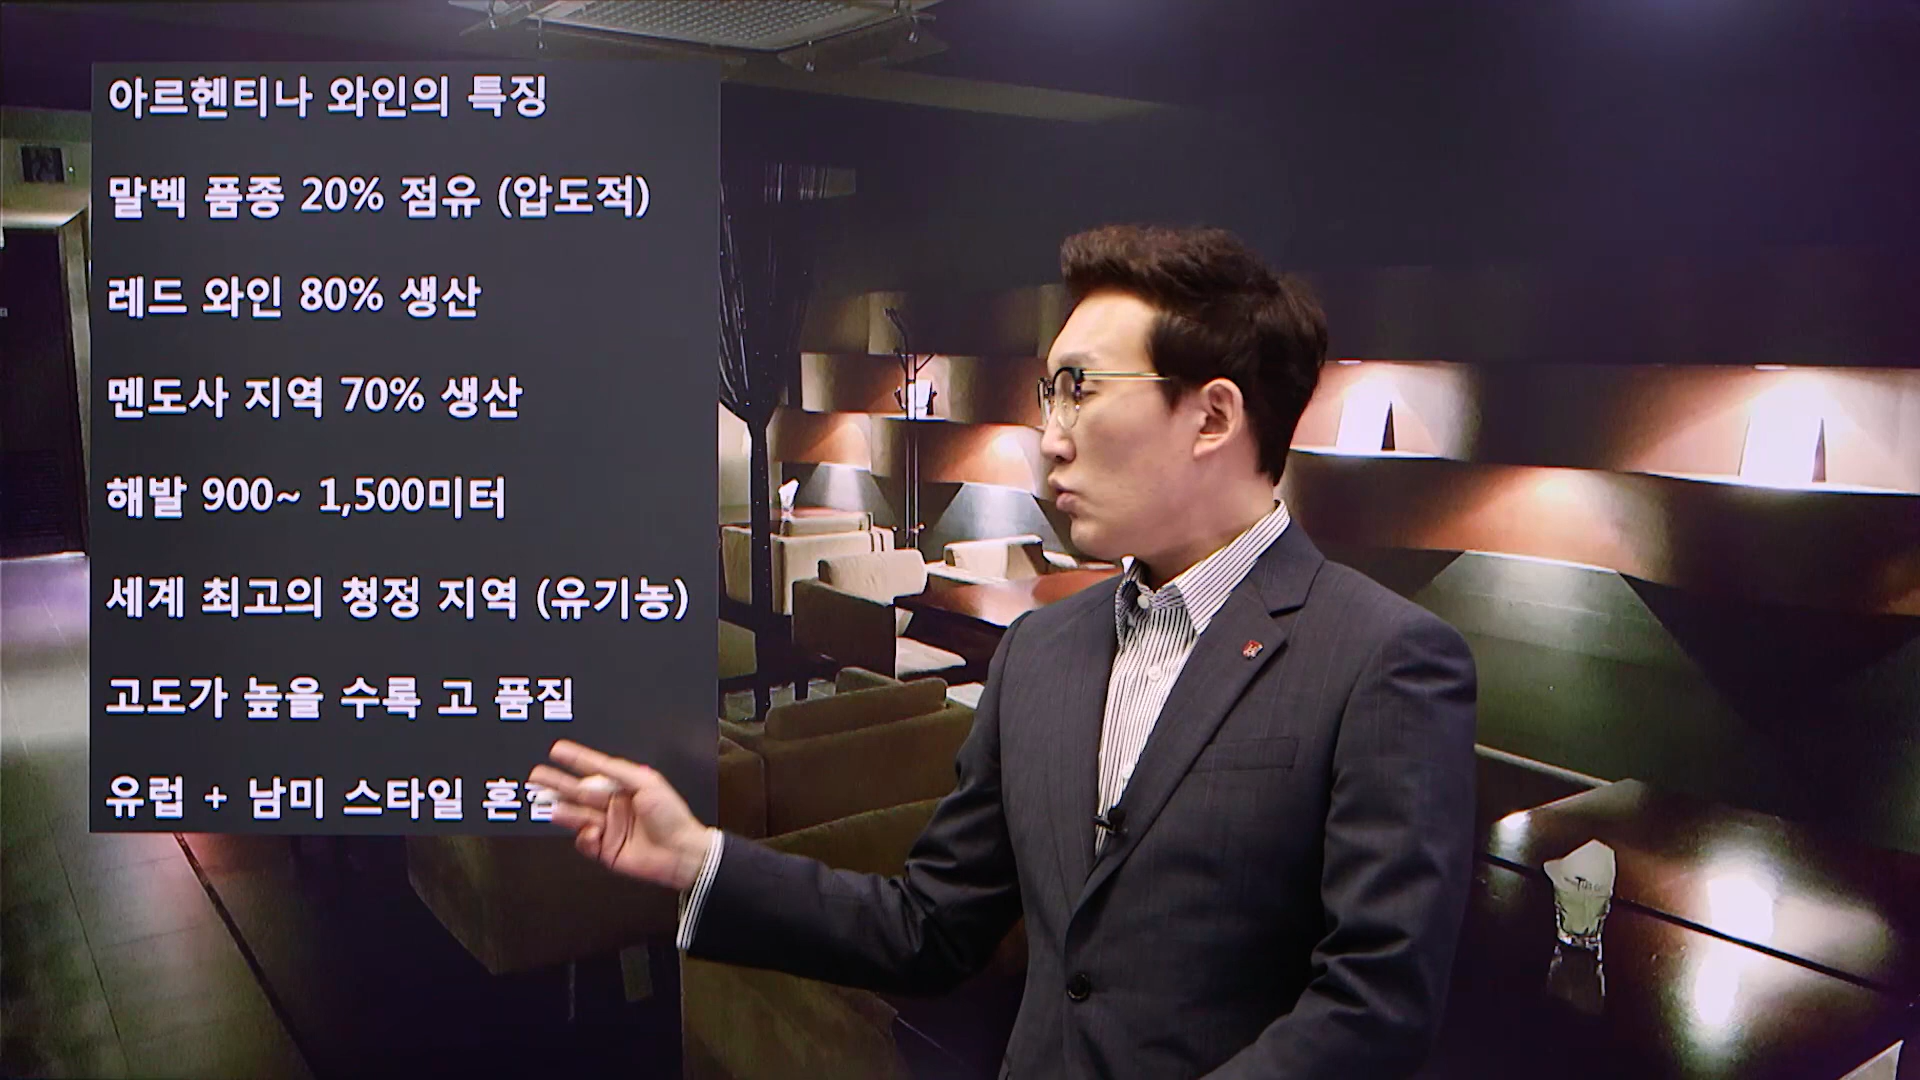 아르헨티나 와인의 특징
말벡 품종 20% 점유 (압도적)
레드 와인 80% 생산
멘도사 지역 70% 생산
해발 900~ 1,500미터
세계 최고의 청정 지역 (유기농)
고도가 높을 수록 고 품질
유럽 + 남미 스타일